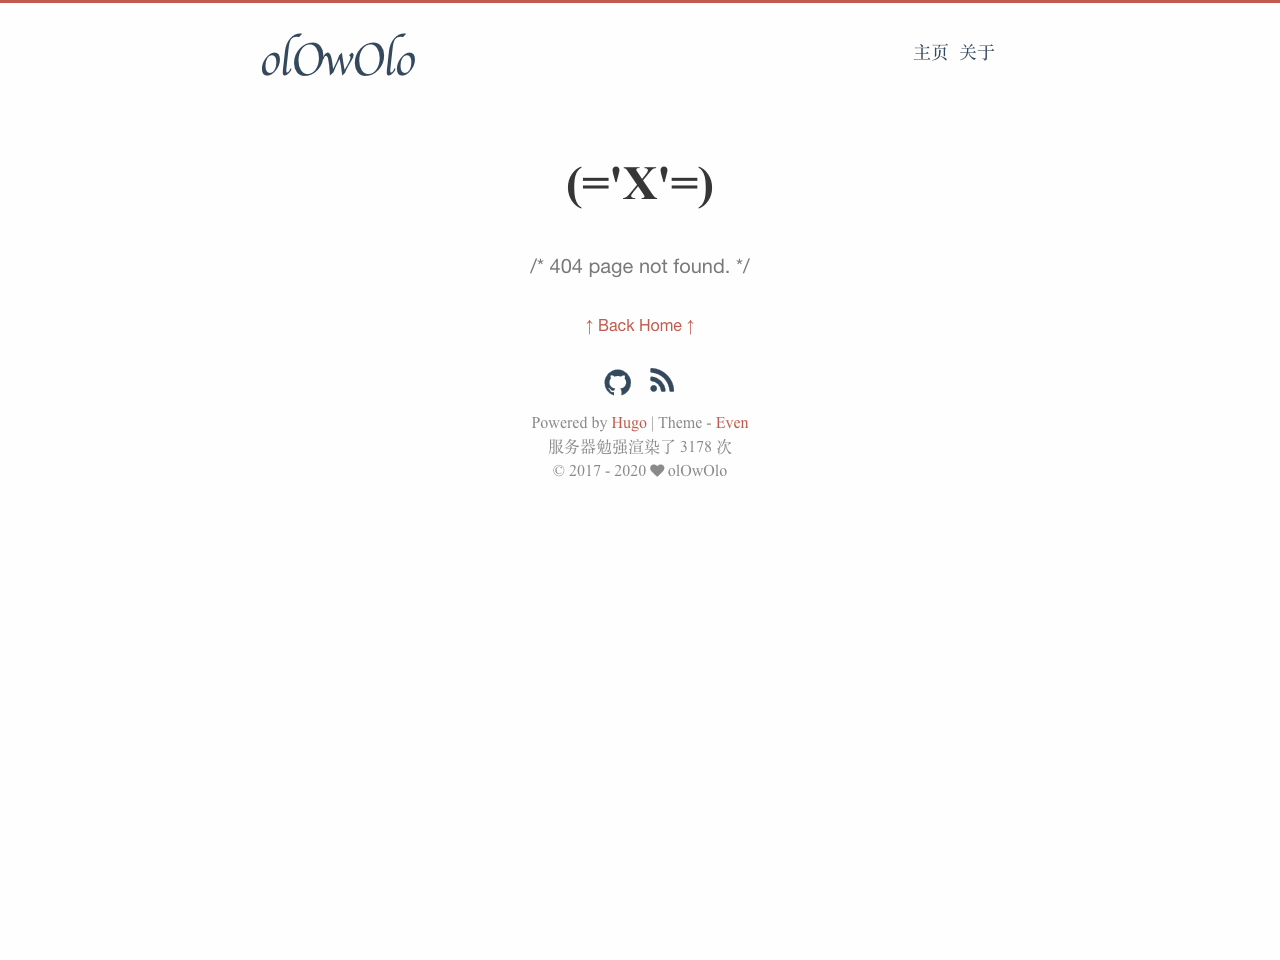 olOwOlo
主页 关于
(='X'=)
/* 404 page not found. */
↑ Back Home ↑
Powered by Hugo | Theme - Even
服务器勉强渲染了 3178 次
© 2017 - 2020 ♥ olOwOlo